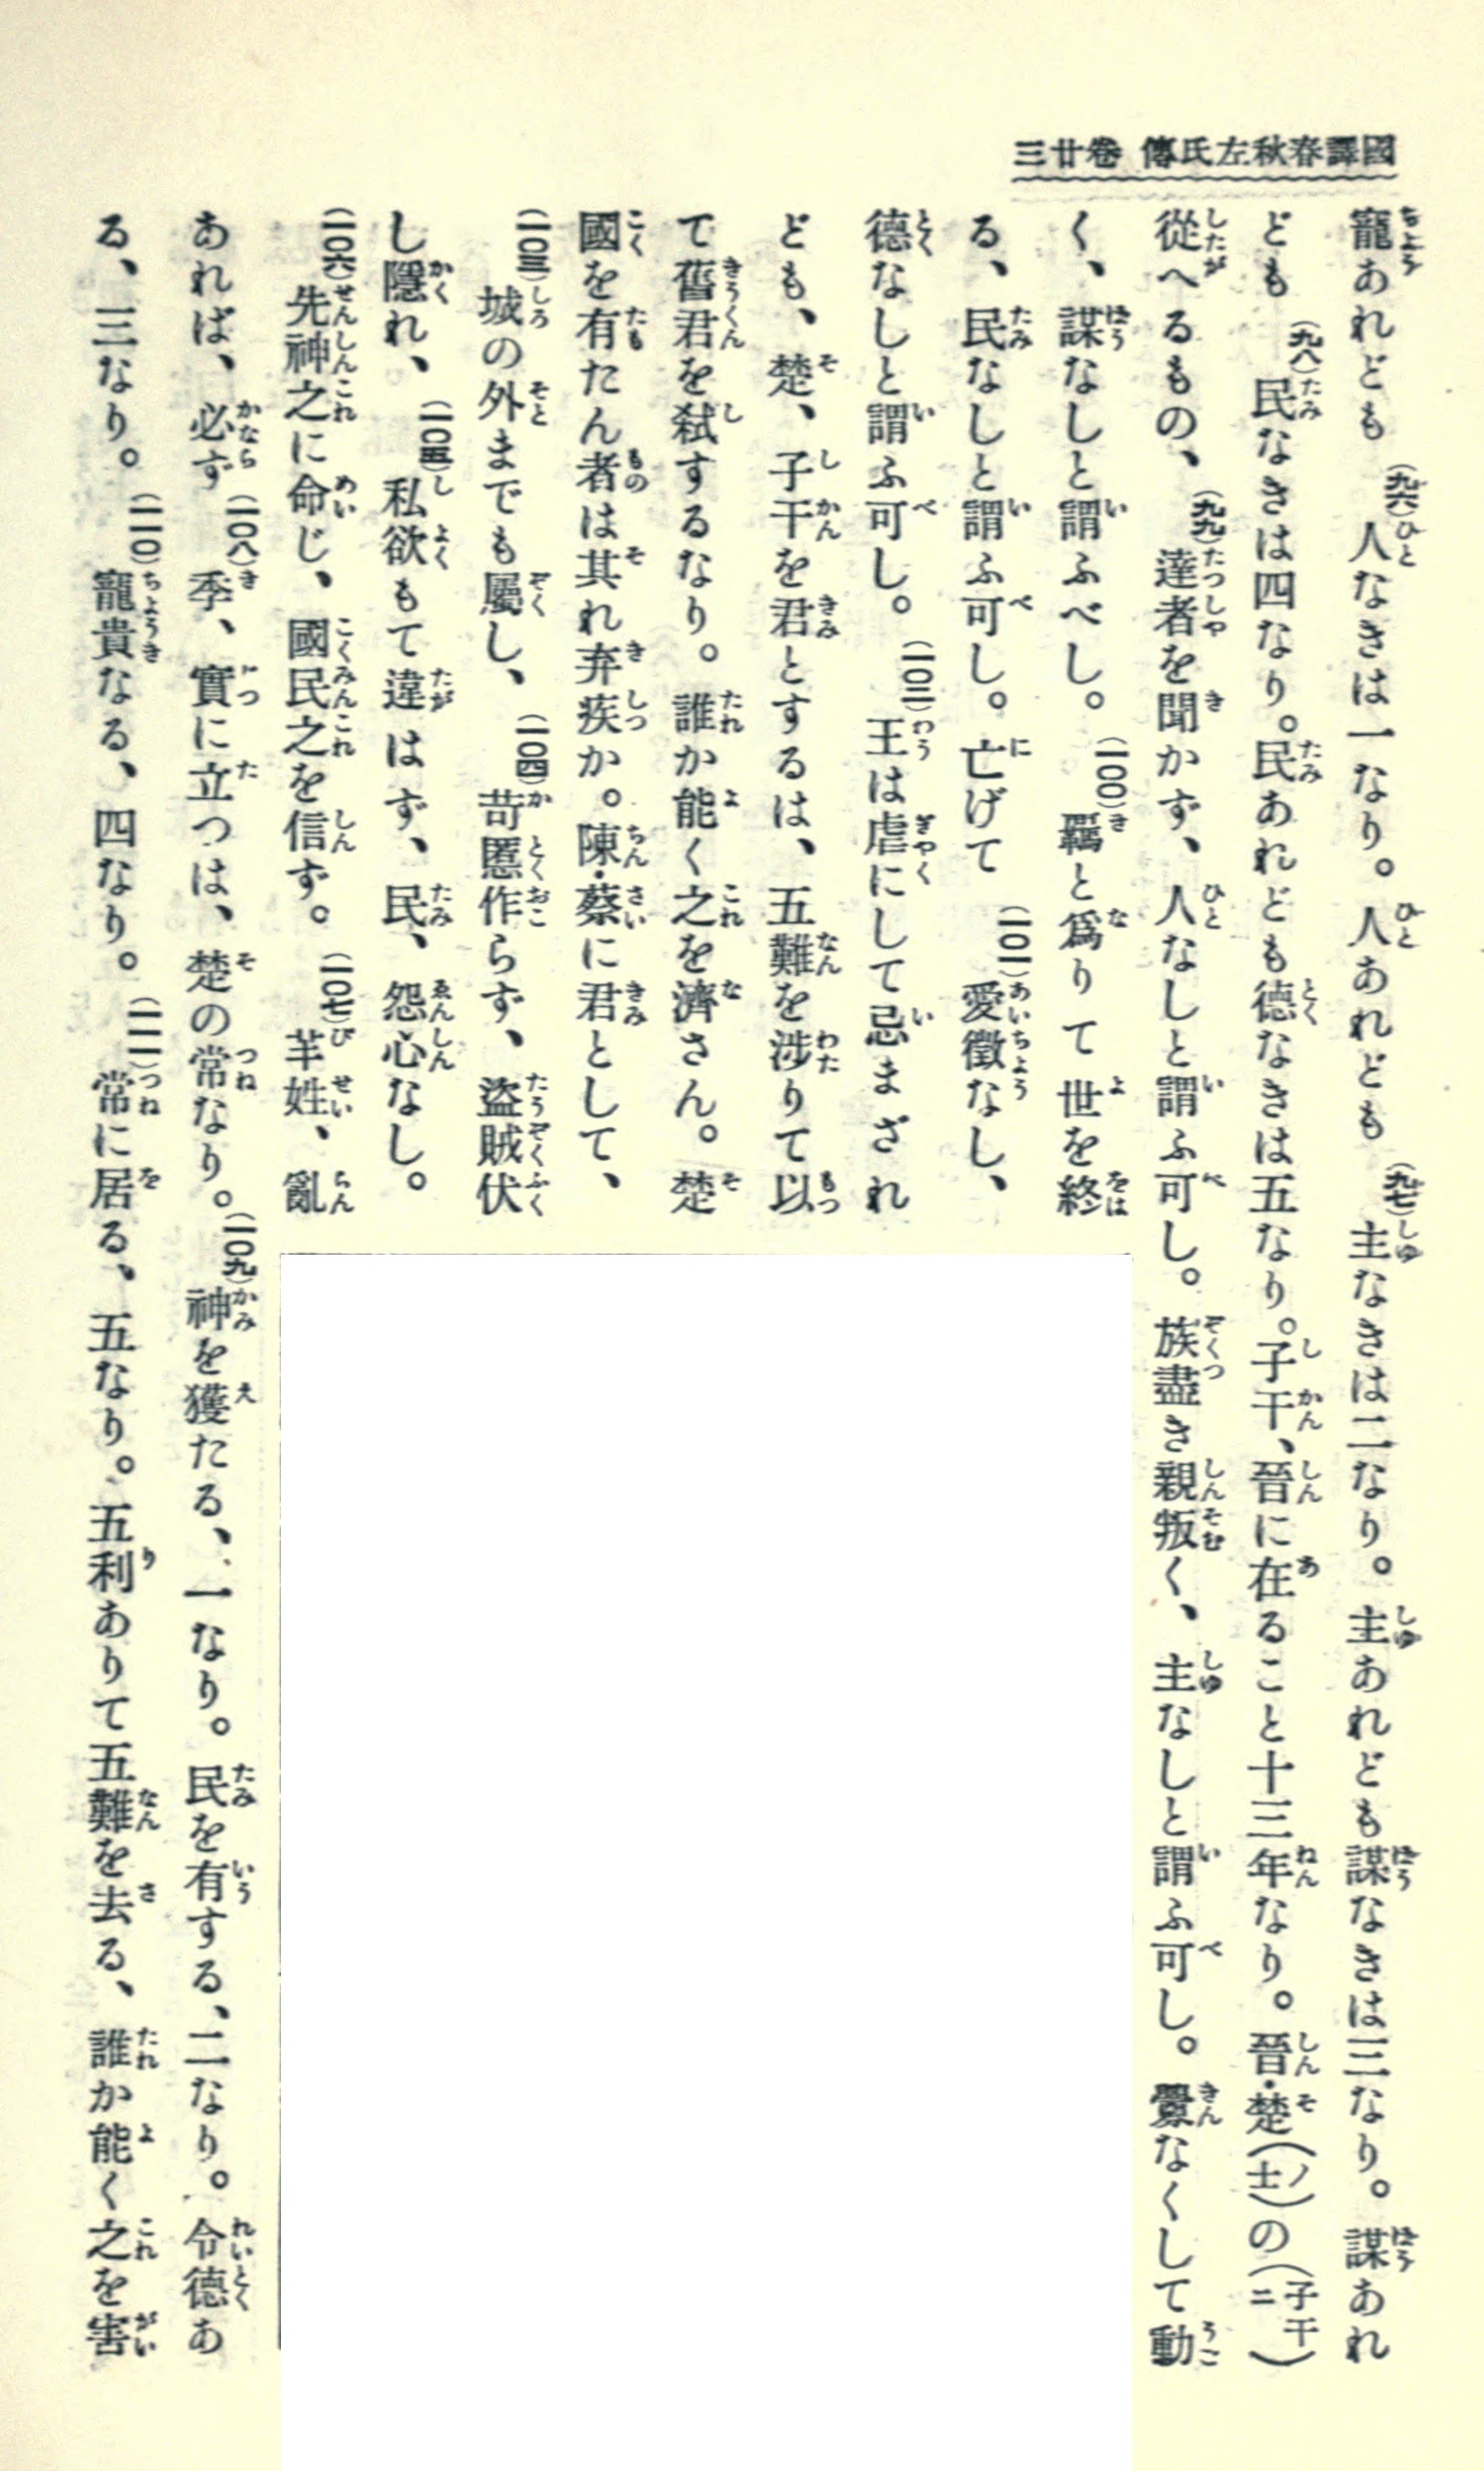 國譯春秋左氏傳 卷廿三
寵あれども(九六)人なきは一なり。人あれども(九七)主なきは二なり。主あれども謀なきは三なり。謀あれ
ども(九八)民なきは四なり。民あれども德なきは五なり。子干、晉に在ること十三年なり。晉・楚(士ノ)の(子干ニ)
從へるもの、(九九)達者を聞かず、人なしと謂ふ可し。族盡き親叛く、主なしと謂ふ可し。釁なくして動
く、謀なしと謂ふべし。(一〇〇)羈と爲りて世を終
る、民なしと謂ふ可し。亡げて(一〇一)愛徵なし、
德なしと謂ふ可し。(一〇二)王は虐にして忌まざれ
ども、楚、子干を君とするは、五難を涉りて以
て舊君を弑するなり。誰か能く之を濟さん。楚
國を有たん者は其れ弃疾か。陳・蔡に君として、
(一〇三)城の外までも屬し、(一〇四)苛慝作らず、盜賊伏
し隱れ、(一〇五)私欲もて違はず、民、怨心なし。
(一〇六)先神之に命じ、國民之を信ず。(一〇七)羋姓、亂
あれば、必ず(一〇八)季、實に立つは、楚の常なり。(一〇九)神を獲たる、一なり。民を有する、二なり。令德あ
る、三なり。(一一〇)寵貴なる、四なり。(一一一)常に居る、五なり。五利ありて五難を去る、誰か能く之を害